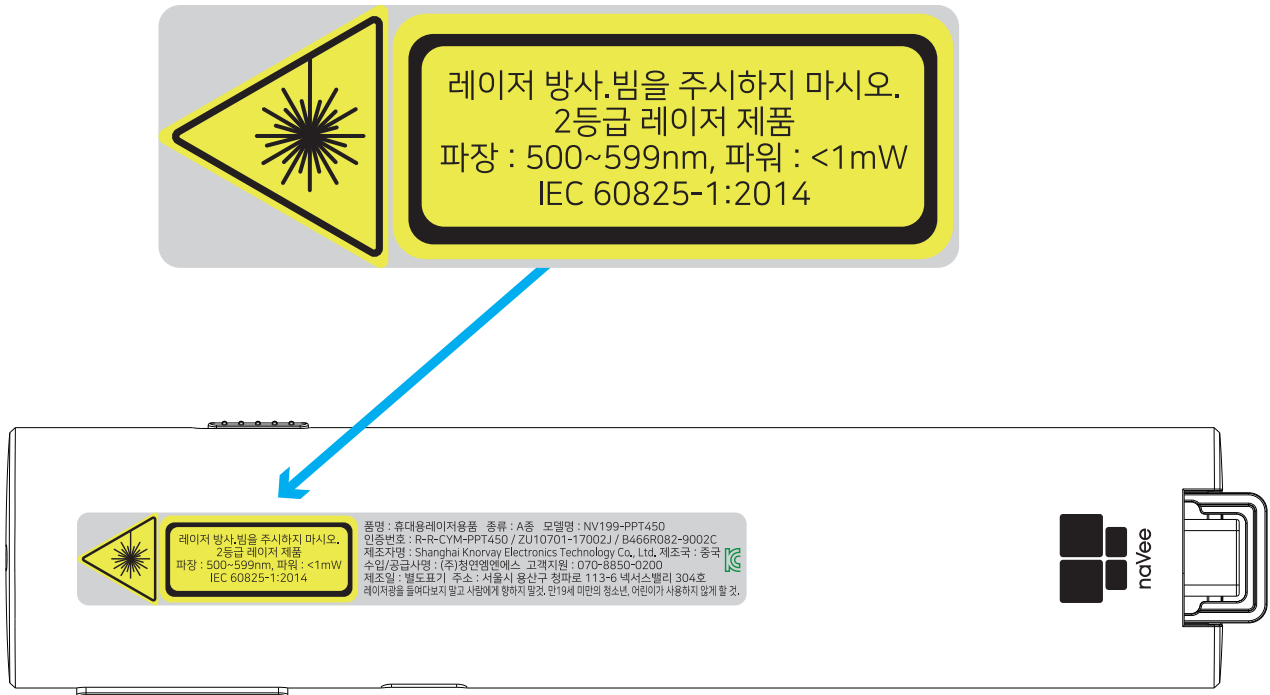 레이저 방사.빔을 주시하지 마시오.
2등급 레이저 제품
파장 : 500~599nm, 파워 : <1mW
IEC 60825-1:2014
레이저 방사.빔을 주시하지 마시오.
2등급 레이저 제품
파장 : 500~599nm, 파워 : <1mW
IEC 60825-1:2014
품명 : 휴대용레이저용품 종류 : A종 모델명 : NV199-PPT450
인증번호 : R-R-CYM-PPT450 / ZU10701-17002J / B466R082-9002C
제조자명 : Shanghai Knorvay Electronics Technology Co., Ltd. 제조국 : 중국
수입/공급사명 : (주)청연엠엔에스 고객지원 : 070-8850-0200
제조일 : 별도표기 주소 : 서울시 용산구 청파로 113-6 넥서스밸리 304호
레이저광을 들여다보지 말고 사람에게 향하지 말것. 만19세 미만의 청소년, 어린이가 사용하지 않게 할 것.
naVee